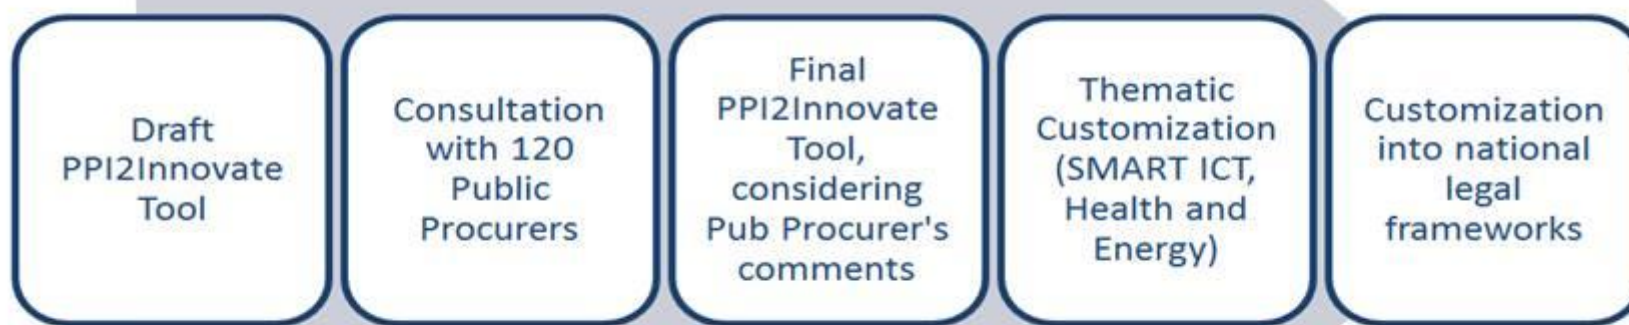 Draft
PPI2Innovate
Tool
Consultation
with 120
Public
Procurers
Final
PPI2Innovate
Tool,
considering
Pub Procurer's
comments
Thematic
Customization
(SMART ICT,
Health and
Energy)
Customization
into national
legal
frameworks